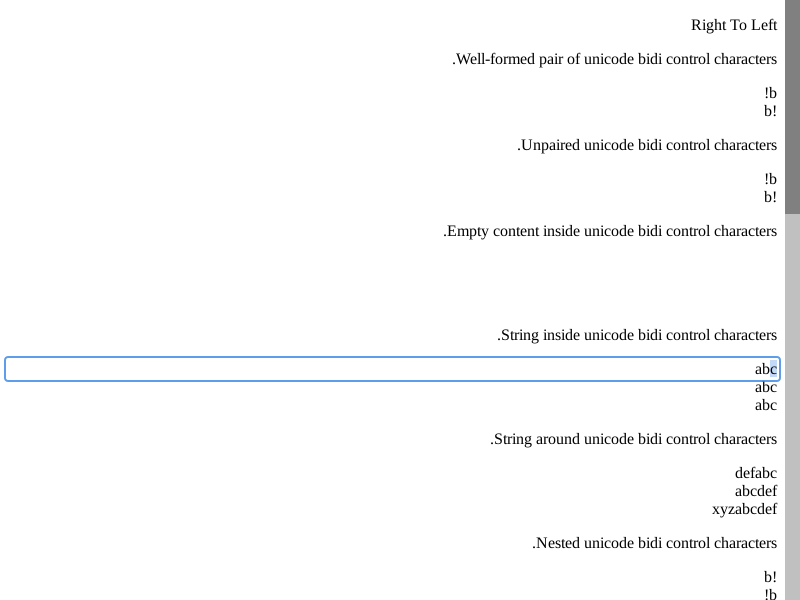 Right To Left
.Well-formed pair of unicode bidi control characters
!b
b!
.Unpaired unicode bidi control characters
!b
b!
.Empty content inside unicode bidi control characters
.String inside unicode bidi control characters
abc
abc
abc
.String around unicode bidi control characters
defabc
abcdef
xyzabcdef
.Nested unicode bidi control characters
b!
!b